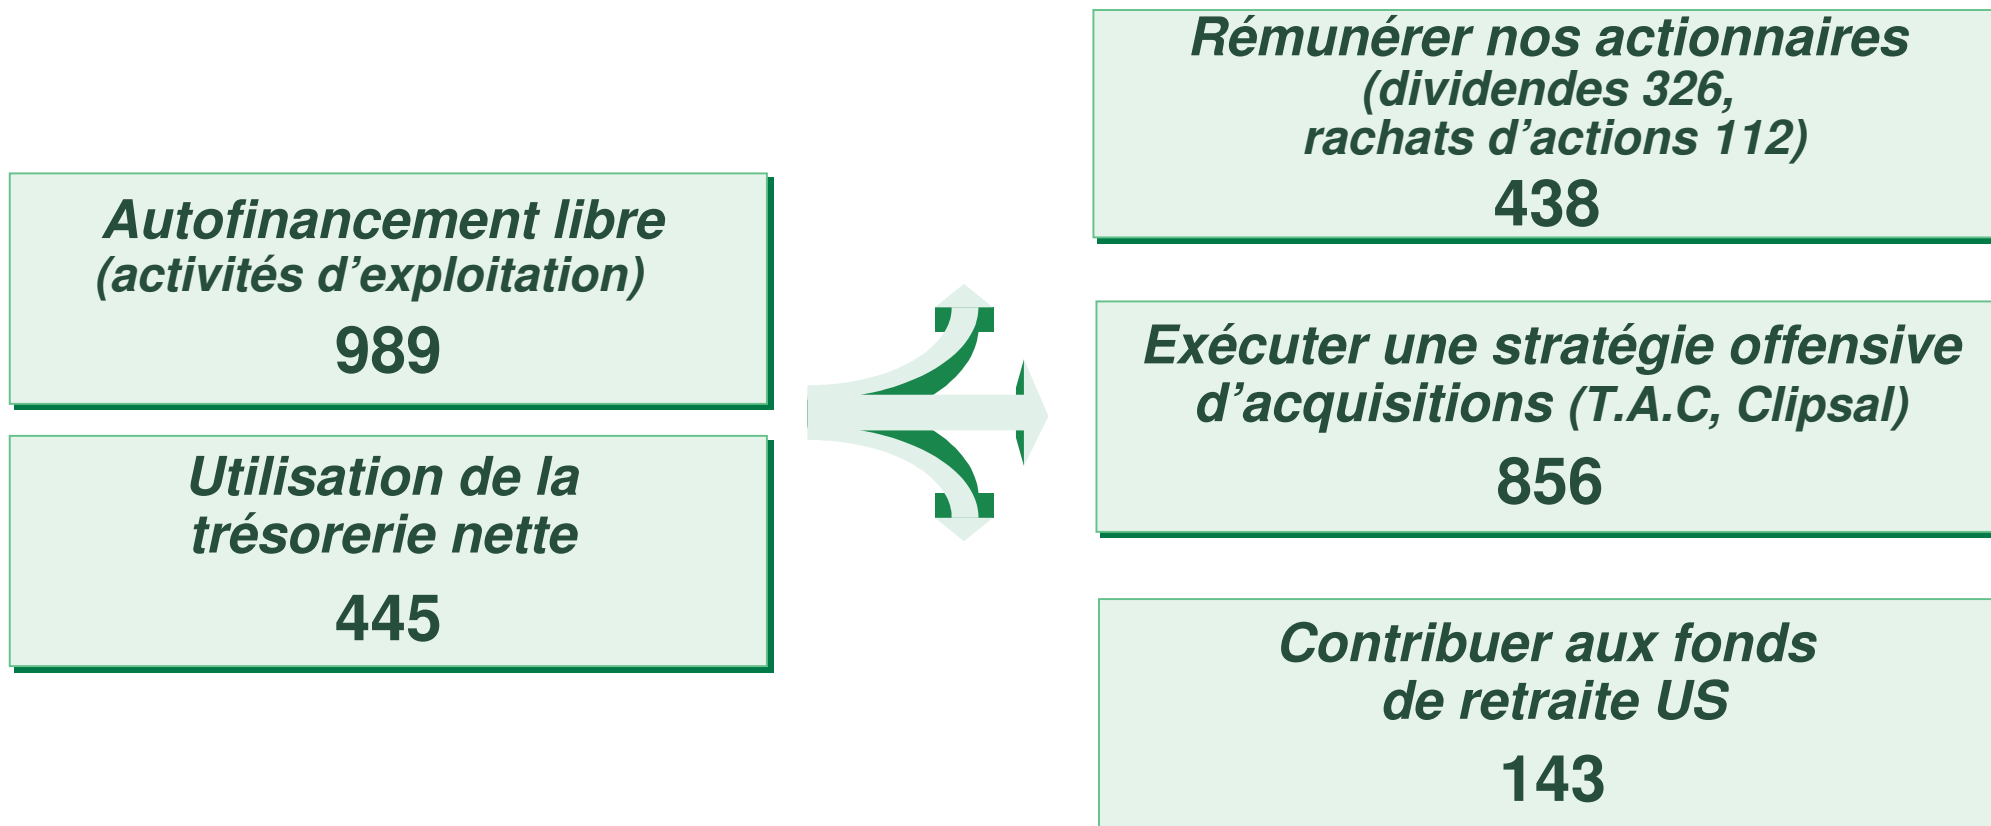 Autofinancement libre
(activités d’exploitation)
989
Utilisation de la
trésorerie nette
445
Rémunérer nos actionnaires
(dividendes 326,
rachats d’actions 112)
438
Exécuter une stratégie offensive
d’acquisitions (T.A.C, Clipsal)
856
Contribuer aux fonds
de retraite US
143